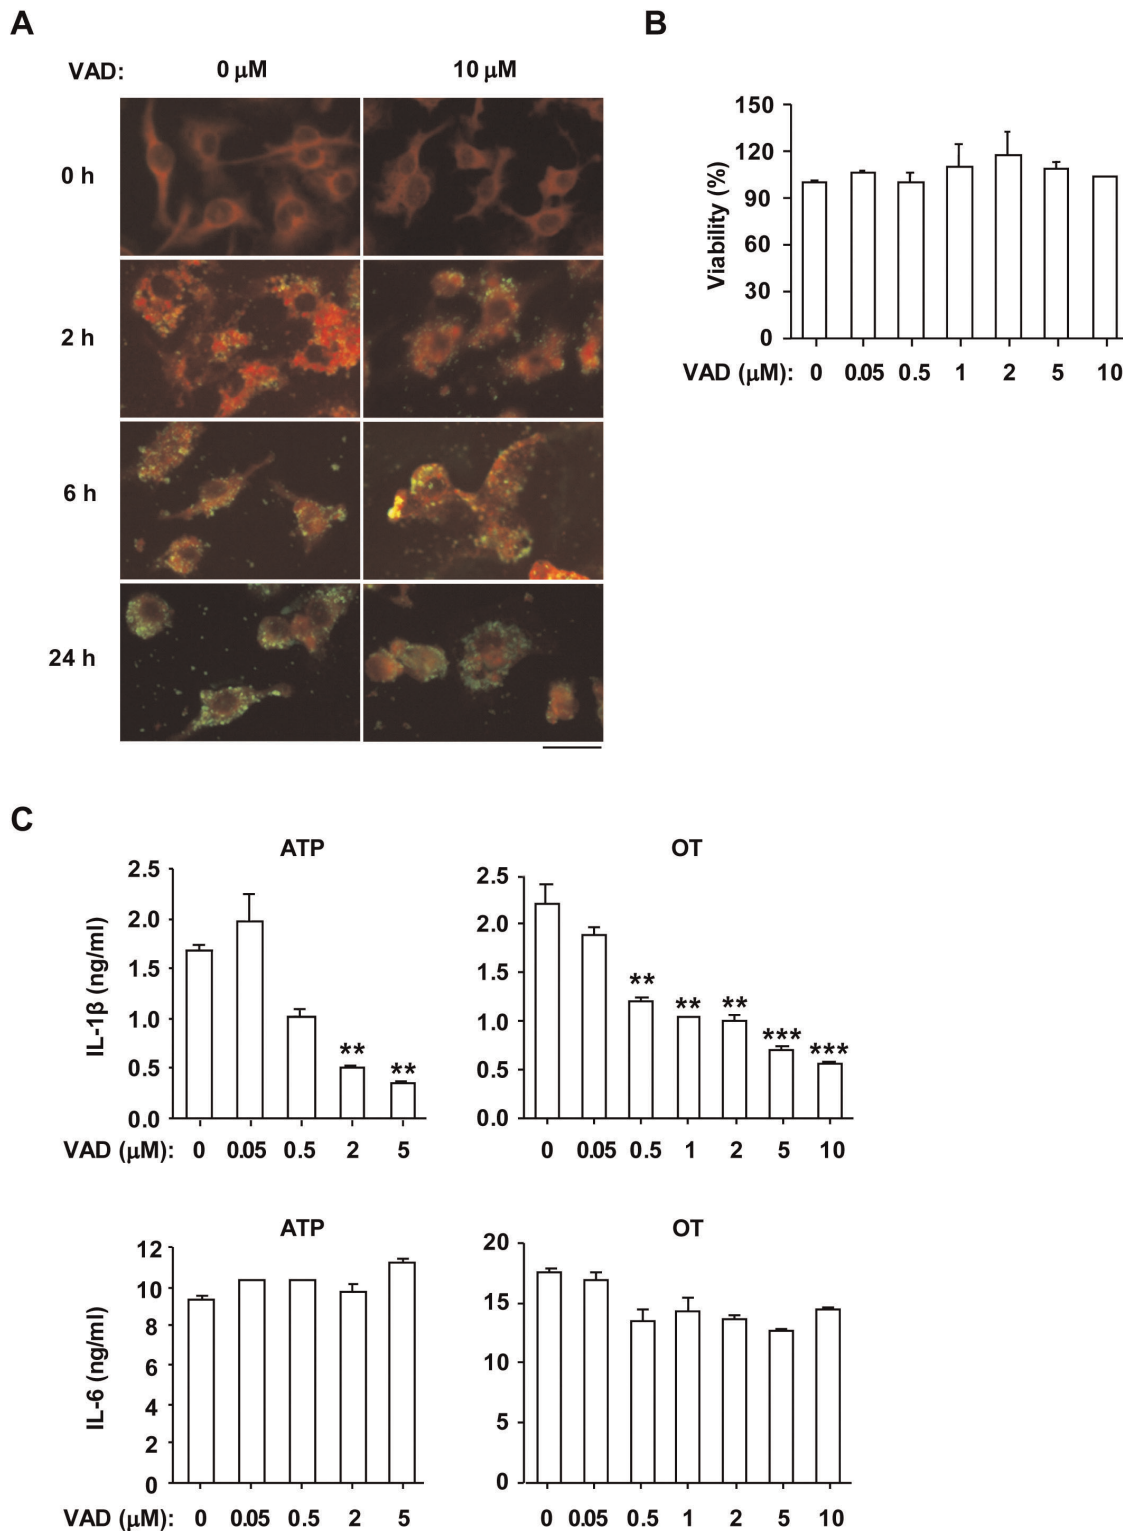 A
VAD: 0 μM 10 μM
0 h
2 h
6 h
24 h
B
Viability (%)
150
120
90
60
30
0
VAD (μM): 0 0.05 0.5 1 2 5 10
C
ATP
IL-1β (ng/ml)
2.5
2.0
1.5
1.0
0.5
0.0
** **
VAD (μM): 0 0.05 0.5 2 5
OT
2.5
2.0
1.5
1.0
0.5
0.0
** ** ** *** ***
0 0.05 0.5 1 2 5 10
ATP
IL-6 (ng/ml)
12
10
8
6
4
2
0
VAD (μM): 0 0.05 0.5 2 5
OT
20
15
10
5
0
0 0.05 0.5 1 2 5 10